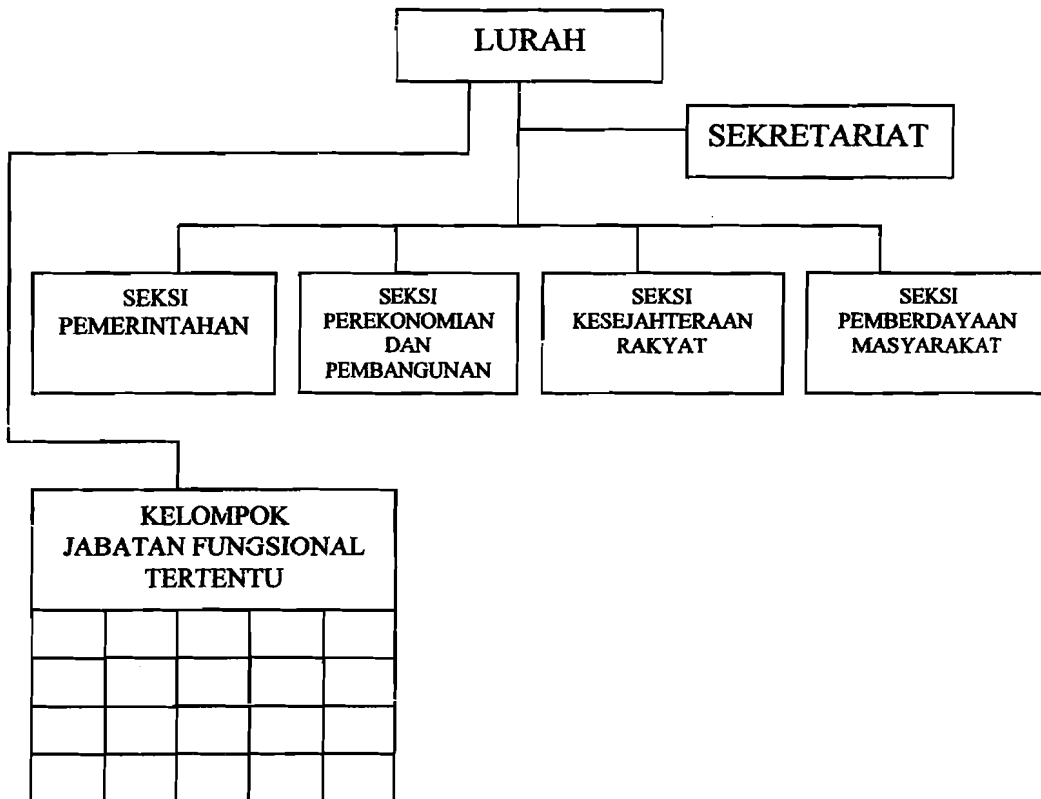 LURAH
SEKRETARIAT
SEKSI
PEMERINTAHAN
SEKSI
PEREKONOMIAN
DAN
PEMBANGUNAN
SEKSI
KESEJAHTERAAN
RAKYAT
SEKSI
PEMBERDAYAAN
MASYARAKAT
KELOMPOK
JABATAN FUNGSIONAL
TERTENTU